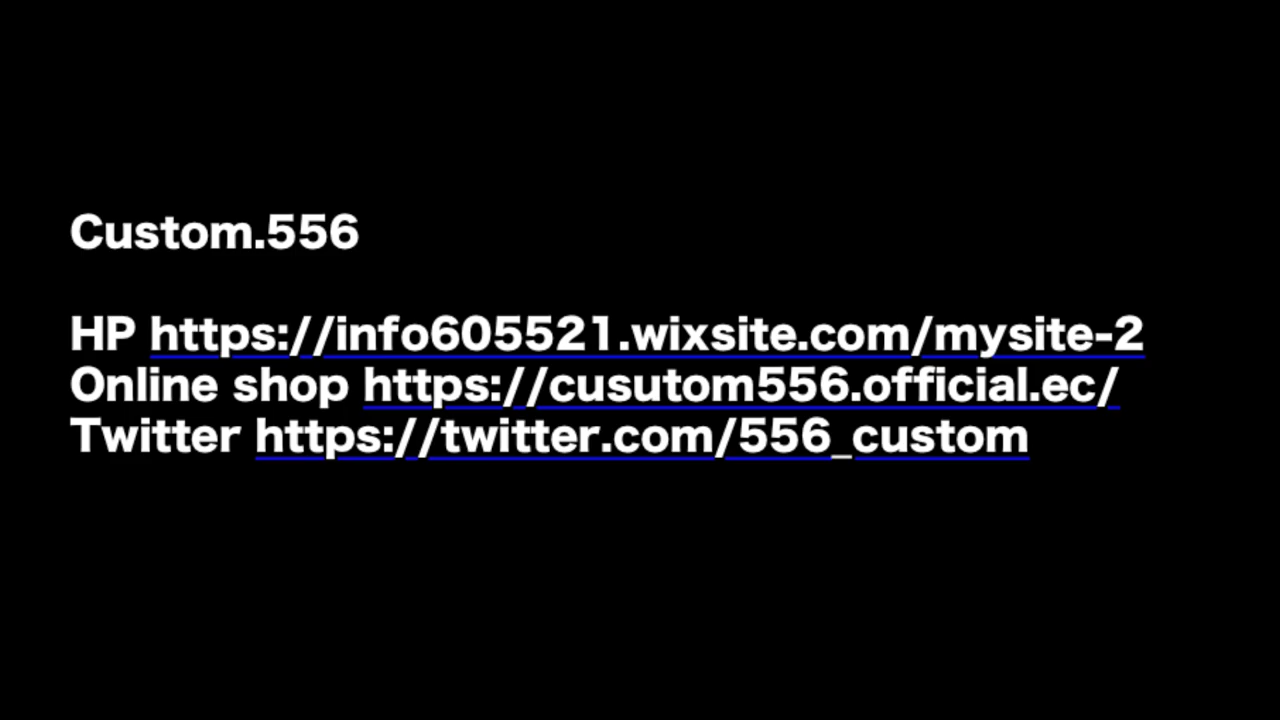 Custom.556
HP https://info605521.wixsite.com/mysite-2
Online shop https://cusutom556.official.ec/
Twitter https://twitter.com/556_custom